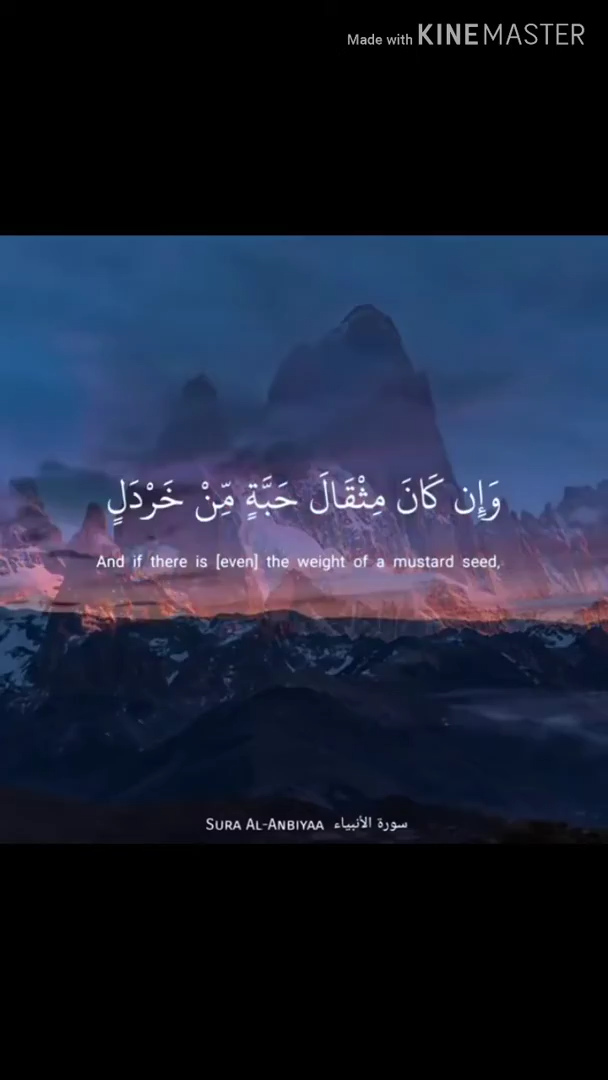 Made with KINEMASTER
وَإِن كَانَ مِثْقَالَ حَبَّةٍ مِّنْ خَرْدَلٍ
And if there is [even] the weight of a mustard seed,
SURA AL-ANBIYAA سورة الأنبياء